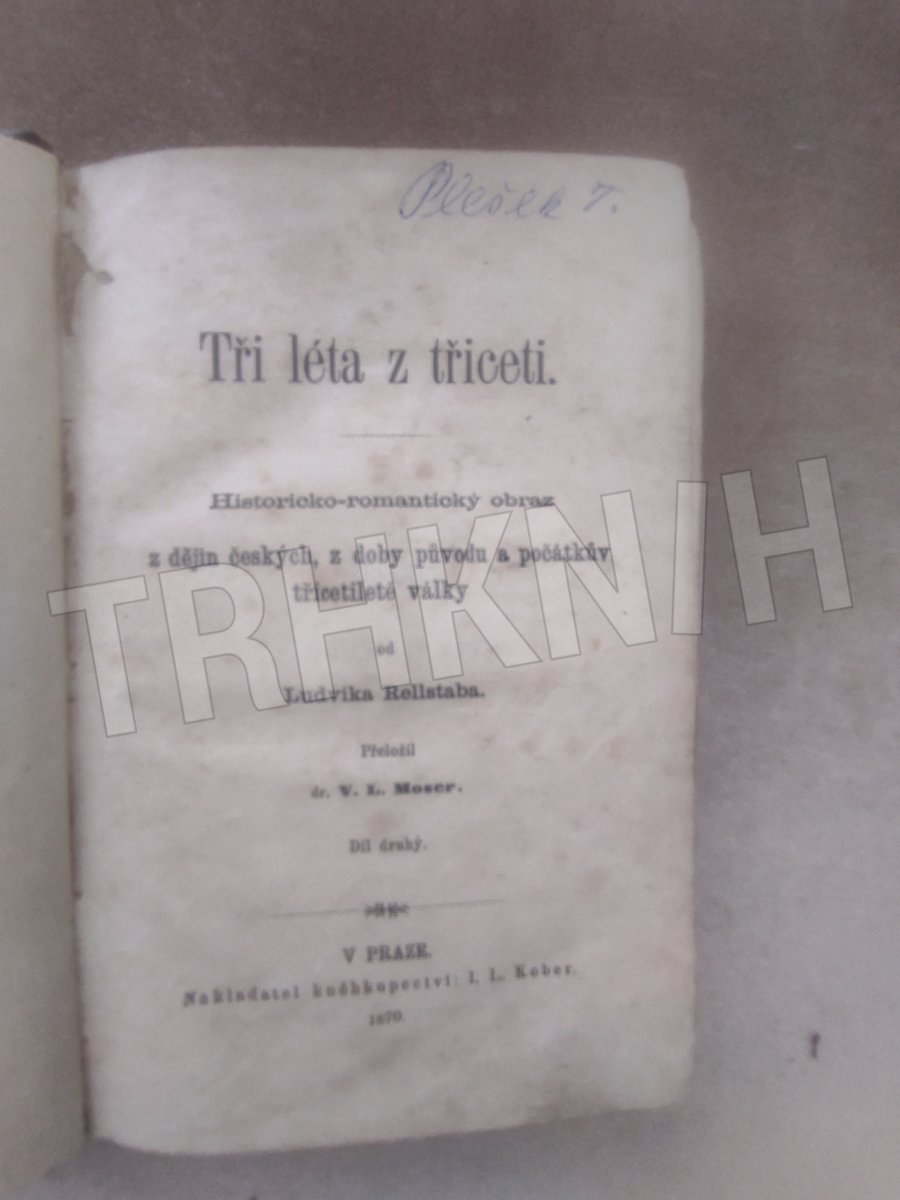 Plešek T.
Tři léta z třiceti.
Historicko-romantický obraz
z dějin českých, z doby původu a počátkův
třicetileté války
od
Ludvíka Rellstaba.
Přeložil
dr. V. L. Moser.
Díl druhý.
V PRAZE.
Nakladatel kněhkupectví: I. L. Kober.
1870.
TRHKNIH